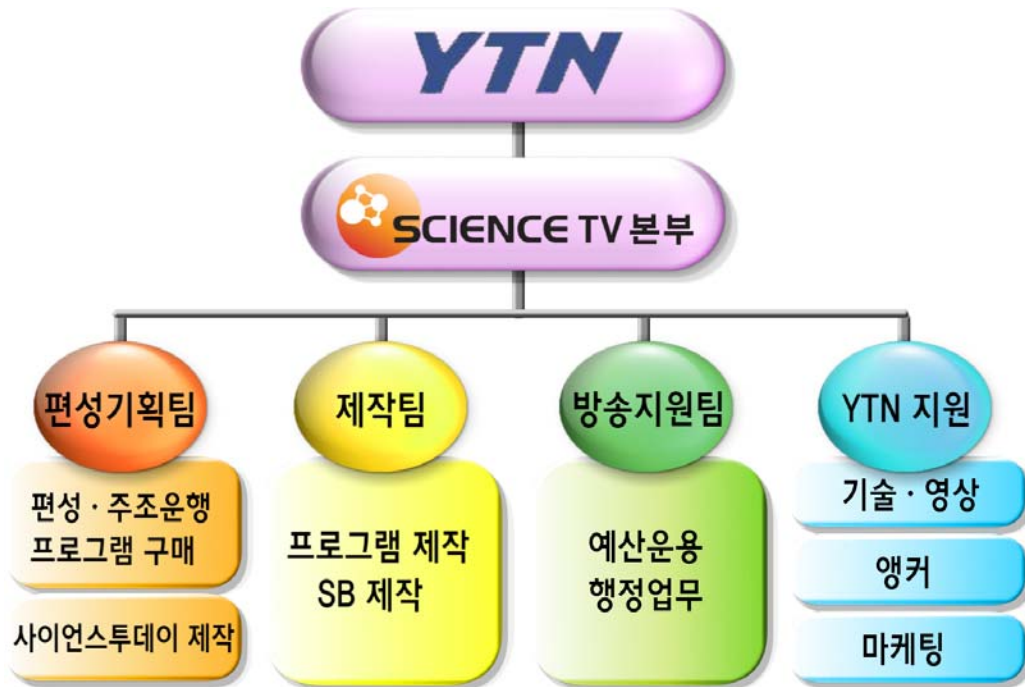 YTN
SCIENCE TV 본부
편성기획팀
편성 · 주조운행
프로그램 구매
사이언스투데이 제작
제작팀
프로그램 제작
SB 제작
방송지원팀
예산운용
행정업무
YTN 지원
기술 · 영상
앵커
마케팅